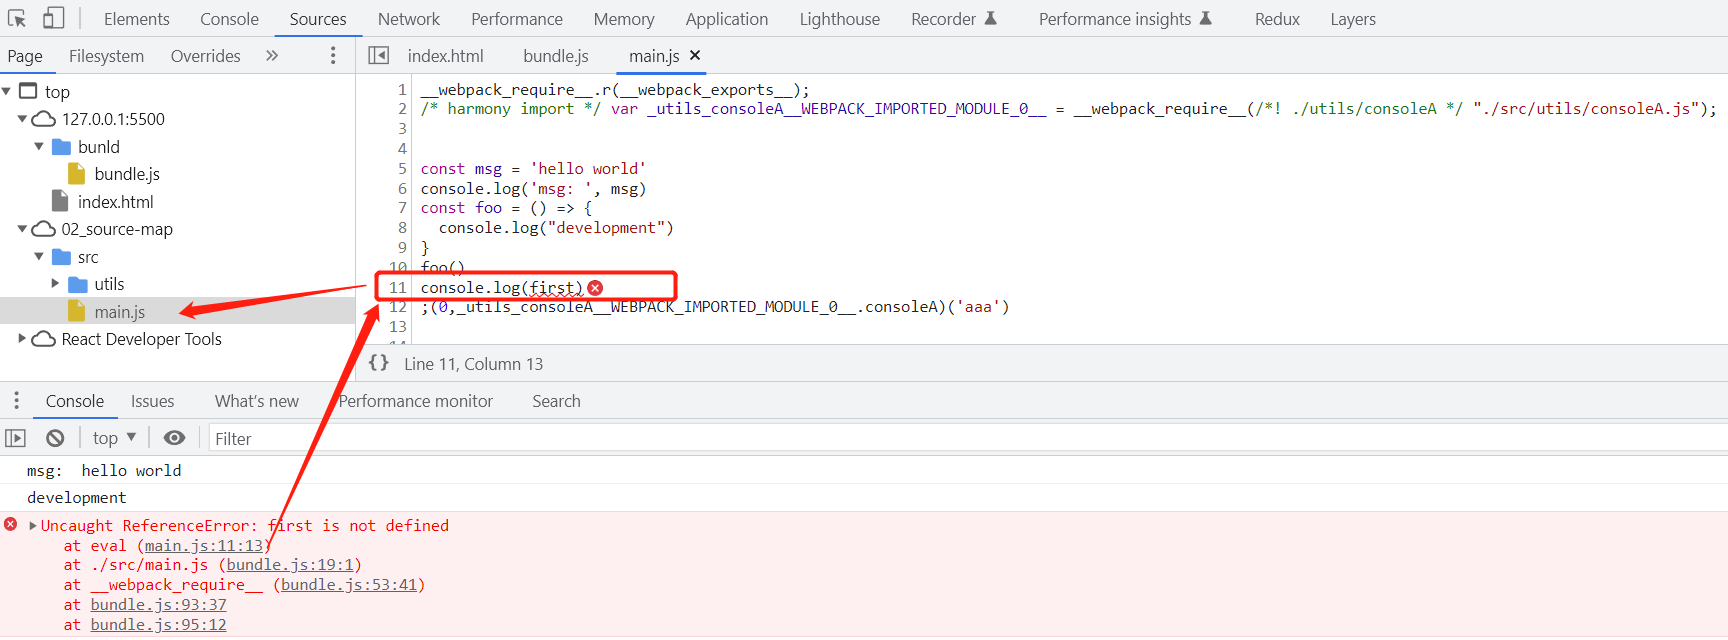 Elements Console Sources Network Performance Memory Application Lighthouse Recorder Performance insights Redux Layers
Page Filesystem Overrides »
index.html bundle.js main.js ×
top
127.0.0.1:5500
bunld
bundle.js
index.html
02_source-map
src
utils
main.js
React Developer Tools
1 __webpack_require__.r(__webpack_exports__);
2 /* harmony import */ var _utils_consoleA__WEBPACK_IMPORTED_MODULE_0__ = __webpack_require__(/*! ./utils/consoleA */ "./src/utils/consoleA.js");
3
4
5 const msg = 'hello world'
6 console.log('msg: ', msg)
7 const foo = () => {
8   console.log("development")
9 }
10 foo()
11 console.log(first)
12 ;(0,_utils_consoleA__WEBPACK_IMPORTED_MODULE_0__.consoleA)('aaa')
13
14
{} Line 11, Column 13
Console Issues What's new Performance monitor Search
top Filter
msg:  hello world
development
Uncaught ReferenceError: first is not defined
at eval (main.js:11:13)
at ./src/main.js (bundle.js:19:1)
at __webpack_require__ (bundle.js:53:41)
at bundle.js:93:37
at bundle.js:95:12